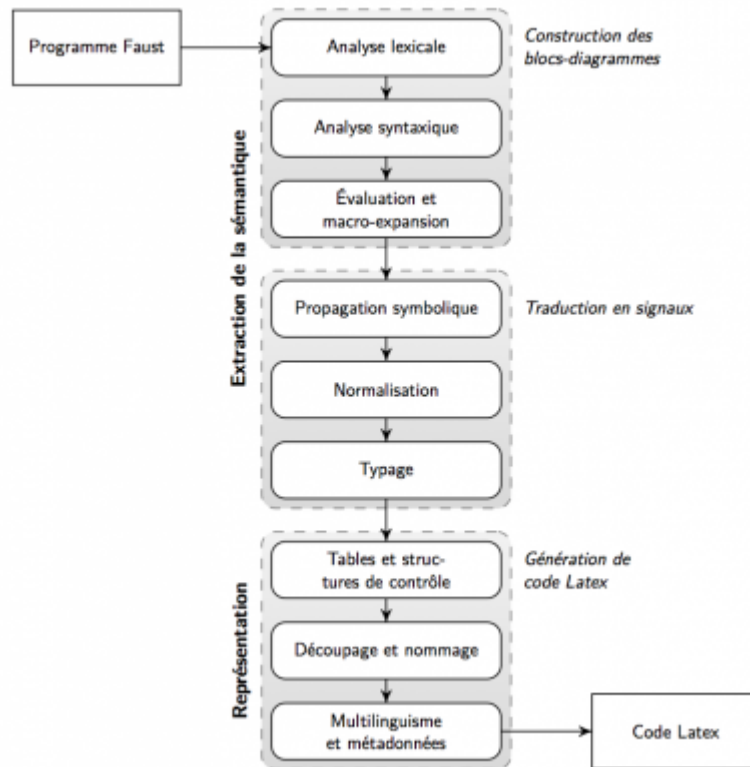 Programme Faust
Analyse lexicale
Construction des
blocs-diagrammes
Analyse syntaxique
Évaluation et
macro-expansion
Extraction de la sémantique
Propagation symbolique
Traduction en signaux
Normalisation
Typage
Tables et struc-
tures de contrôle
Génération de
code Latex
Découpage et nommage
Représentation
Multilinguisme
et métadonnées
Code Latex